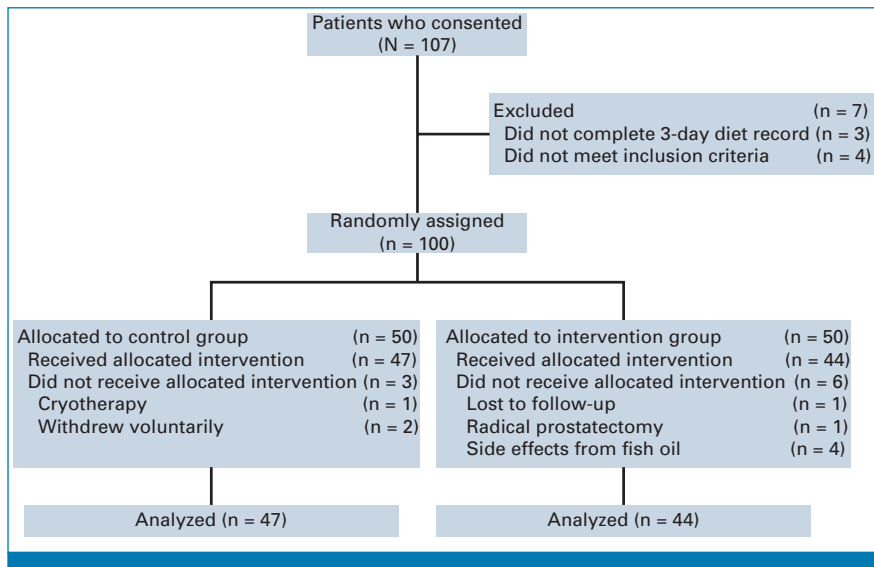 Patients who consented
(N = 107)
Excluded (n = 7)
Did not complete 3-day diet record (n = 3)
Did not meet inclusion criteria (n = 4)
Randomly assigned
(n = 100)
Allocated to control group (n = 50)
Received allocated intervention (n = 47)
Did not receive allocated intervention (n = 3)
Cryotherapy (n = 1)
Withdrew voluntarily (n = 2)
Allocated to intervention group (n = 50)
Received allocated intervention (n = 44)
Did not receive allocated intervention (n = 6)
Lost to follow-up (n = 1)
Radical prostatectomy (n = 1)
Side effects from fish oil (n = 4)
Analyzed (n = 47)
Analyzed (n = 44)